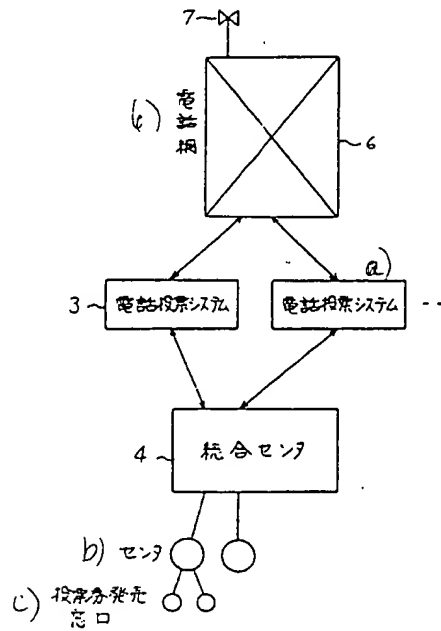 7
電
話
網
6
a)
3 電話投票システム
電話投票システム
4 統合センタ
b) センタ
c) 投票券発売
窓口